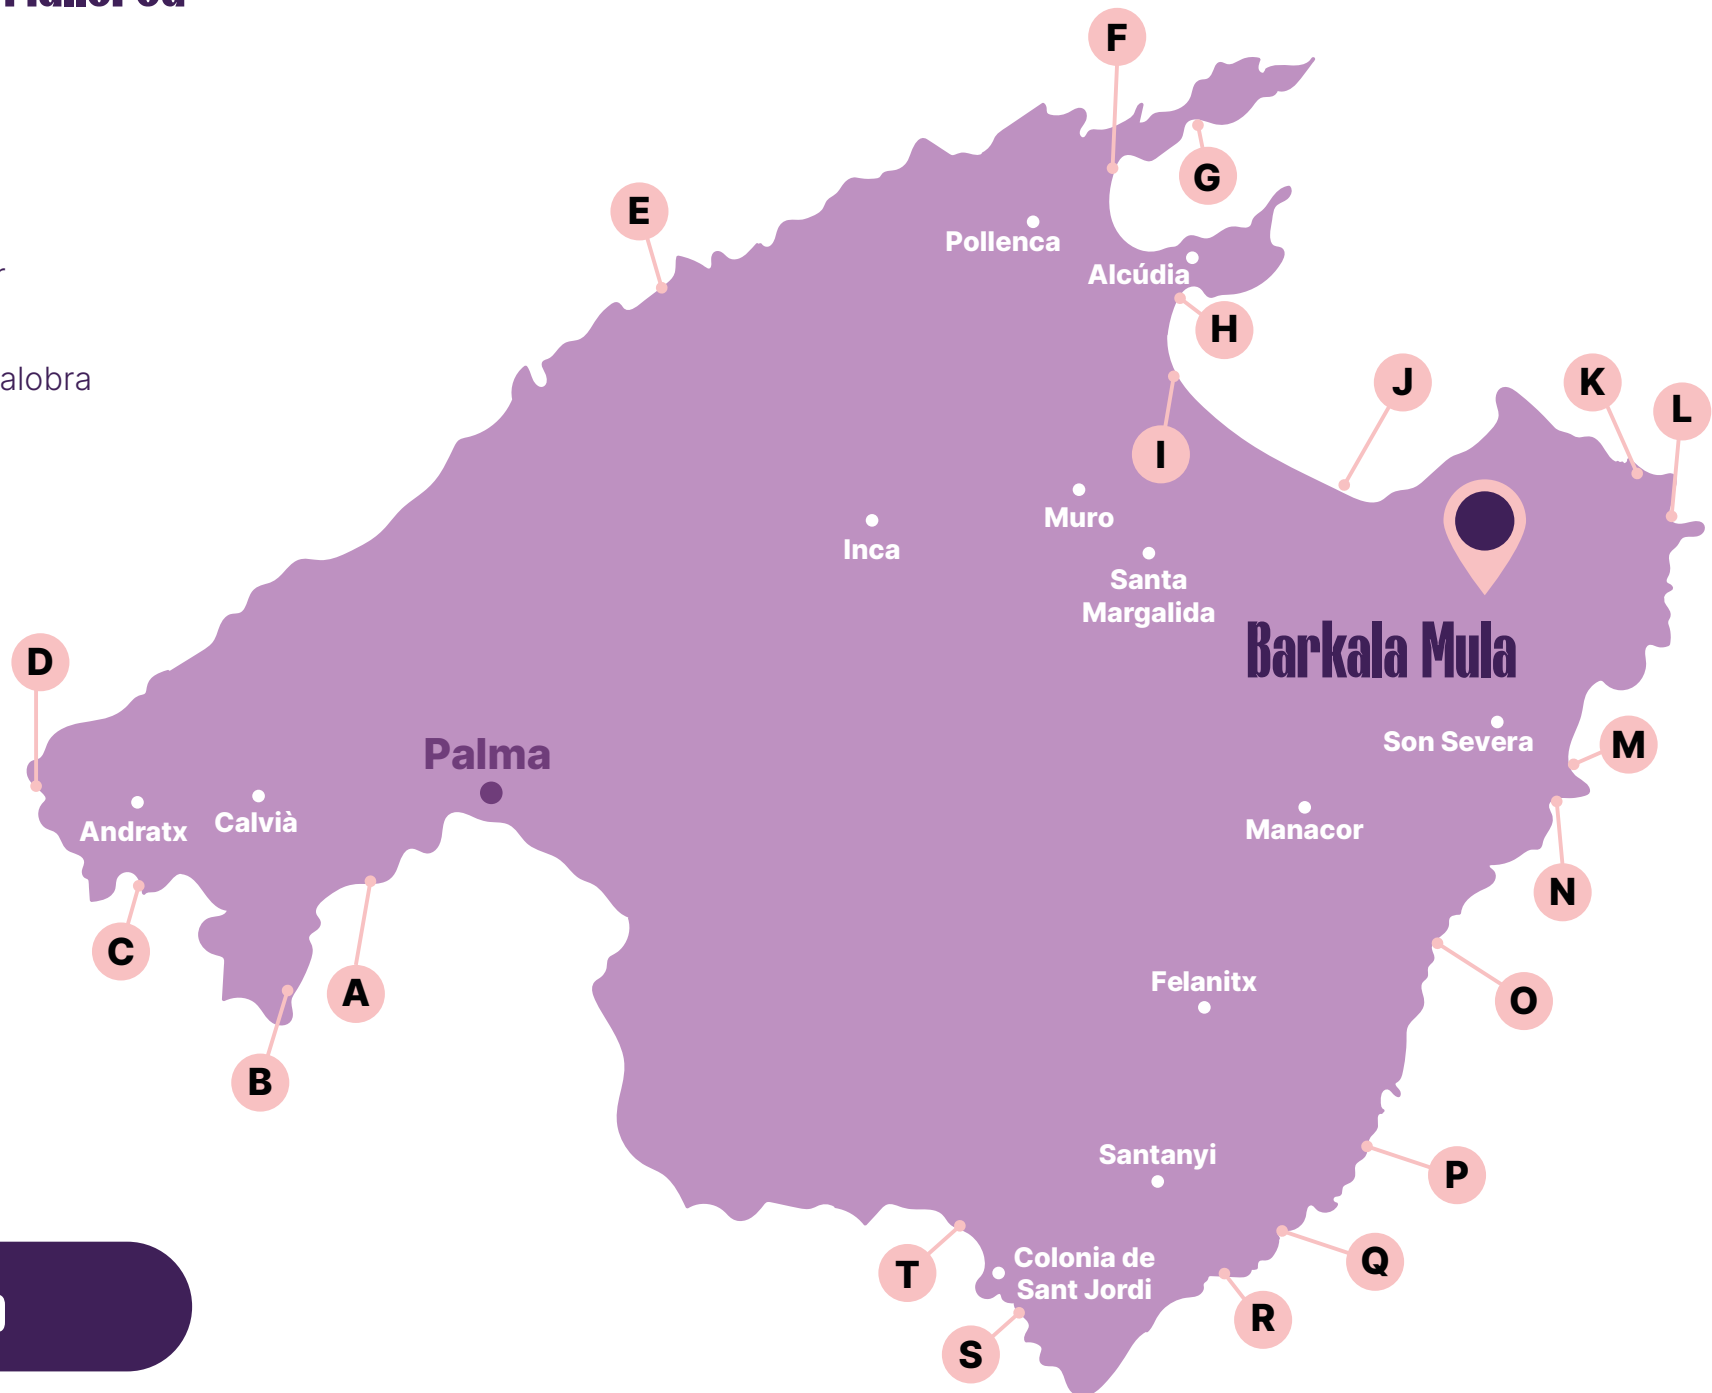 F
G
E
Pollenca
Alcúdia
H
alobra
J
K
L
I
Muro
Inca
Santa
Margalida
Barkala Mula
D
Palma
Son Severa
M
Andratx
Calvià
Manacor
N
C
A
Felanitx
O
B
Santanyi
P
T
Colonia de
Sant Jordi
Q
R
S